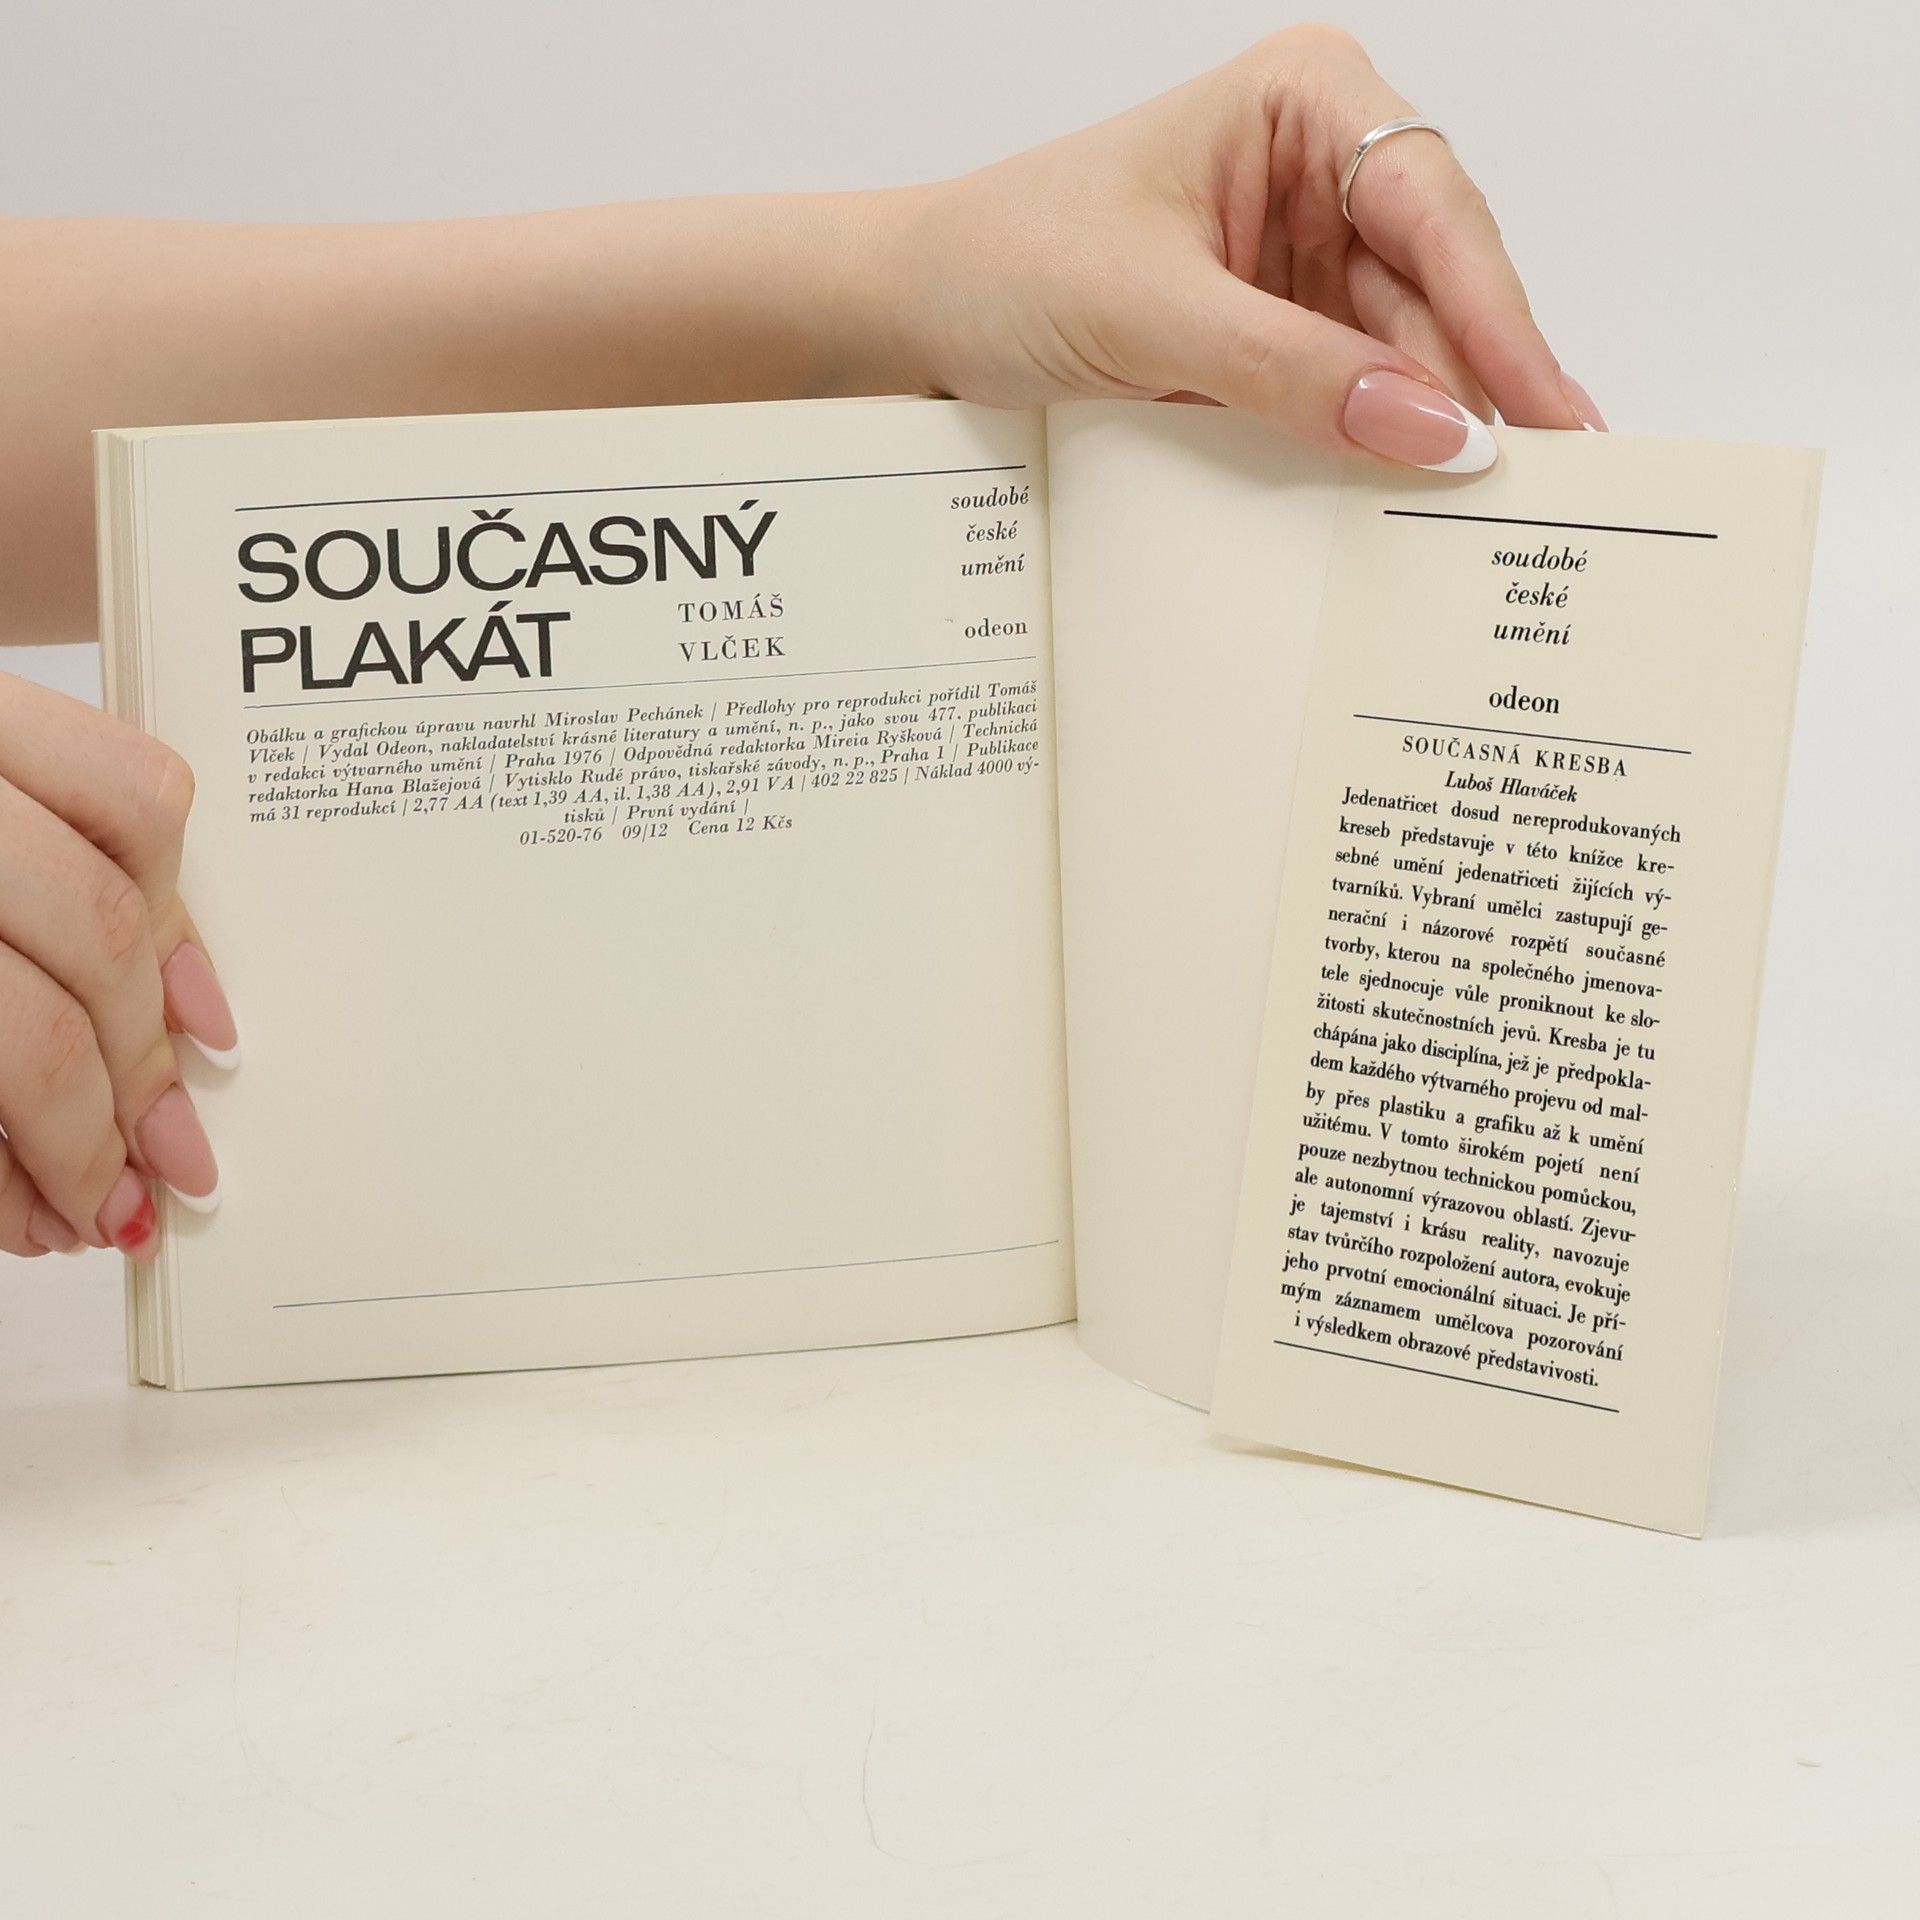 SOUČASNÝ
PLAKÁT
TOMÁŠ
VLČEK
soudobé
české
umění
odeon
Obálku a grafickou úpravu navrhl Miroslav Pechánek | Předlohy pro reprodukci pořídil Tomáš
Vlček | Vydal Odeon, nakladatelství krásné literatury a umění, n. p., jako svou 477. publikaci
v redakci výtvarného umění | Praha 1976 | Odpovědná redaktorka Mireia Ryšková | Technická
redaktorka Hana Blažejová | Vytisklo Rudé právo, tiskařské závody, n. p., Praha 1 | Publikace
má 31 reprodukcí | 2,77 AA (text 1,39 AA, il. 1,38 AA), 2,91 VA | 402 22 825 | Náklad 4000 vý-
tisků | První vydání |
01-520-76 09/12 Cena 12 Kčs
soudobé
české
umění
odeon
SOUČASNÁ KRESBA
Luboš Hlaváček
Jedenatřicet dosud nereprodukovaných
kreseb představuje v této knížce kre-
sebné umění jedenatřiceti žijících vý-
tvarníků. Vybraní umělci zastupují ge-
nerační i názorové rozpětí současné
tvorby, kterou na společného jmenova-
tele sjednocuje vůle proniknout ke slo-
žitosti skutečnostních jevů. Kresba je tu
chápána jako disciplína, jež je předpokla-
dem každého výtvarného projevu od mal-
by přes plastiku a grafiku až k umění
užitému. V tomto širokém pojetí není
pouze nezbytnou technickou pomůckou,
ale autonomní výrazovou oblastí. Zjevu-
je tajemství i krásu reality, navozuje
stav tvůrčího rozpoložení autora, evokuje
jeho prvotní emocionální situaci. Je pří-
mým záznamem umělcova pozorování
i výsledkem obrazové představivosti.